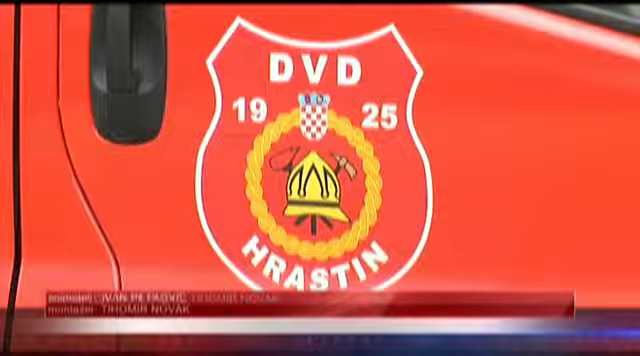 DVD
19 25
HRASTIN
TIHOMIR NOVAK
montažer: TIHOMIR NOVAK